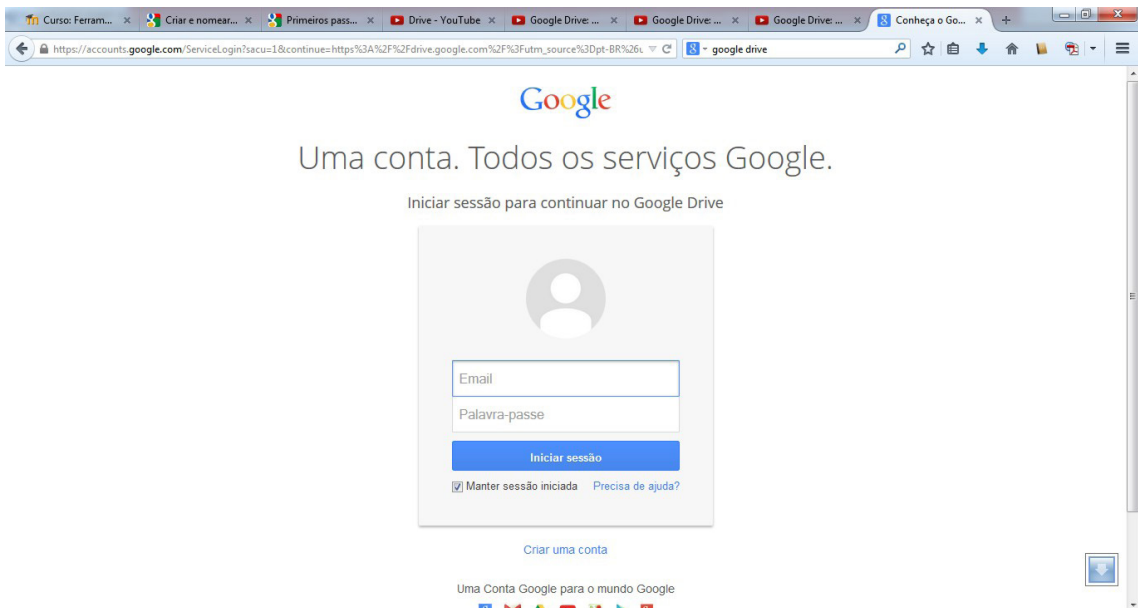 Curso: Ferram... Criar e nomear... Primeiros pass... Drive - YouTube Google Drive: ... Google Drive: ... Google Drive: ... Conheça o Go...
https://accounts.google.com/ServiceLogin?sacu=1&continue=https%3A%2F%2Fdrive.google.com%2F%3Futm_source%3Dpt-BR%26u google drive
Google
Uma conta. Todos os serviços Google.
Iniciar sessão para continuar no Google Drive
Email
Palavra-passe
Iniciar sessão
Manter sessão iniciada Precisa de ajuda?
Criar uma conta
Uma Conta Google para o mundo Google